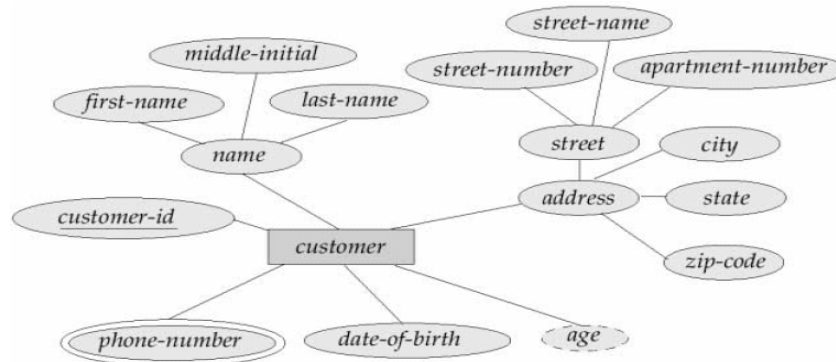 street-name
middle-initial
street-number
apartment-number
first-name
last-name
name
street
city
customer-id
address
state
customer
zip-code
phone-number
date-of-birth
age